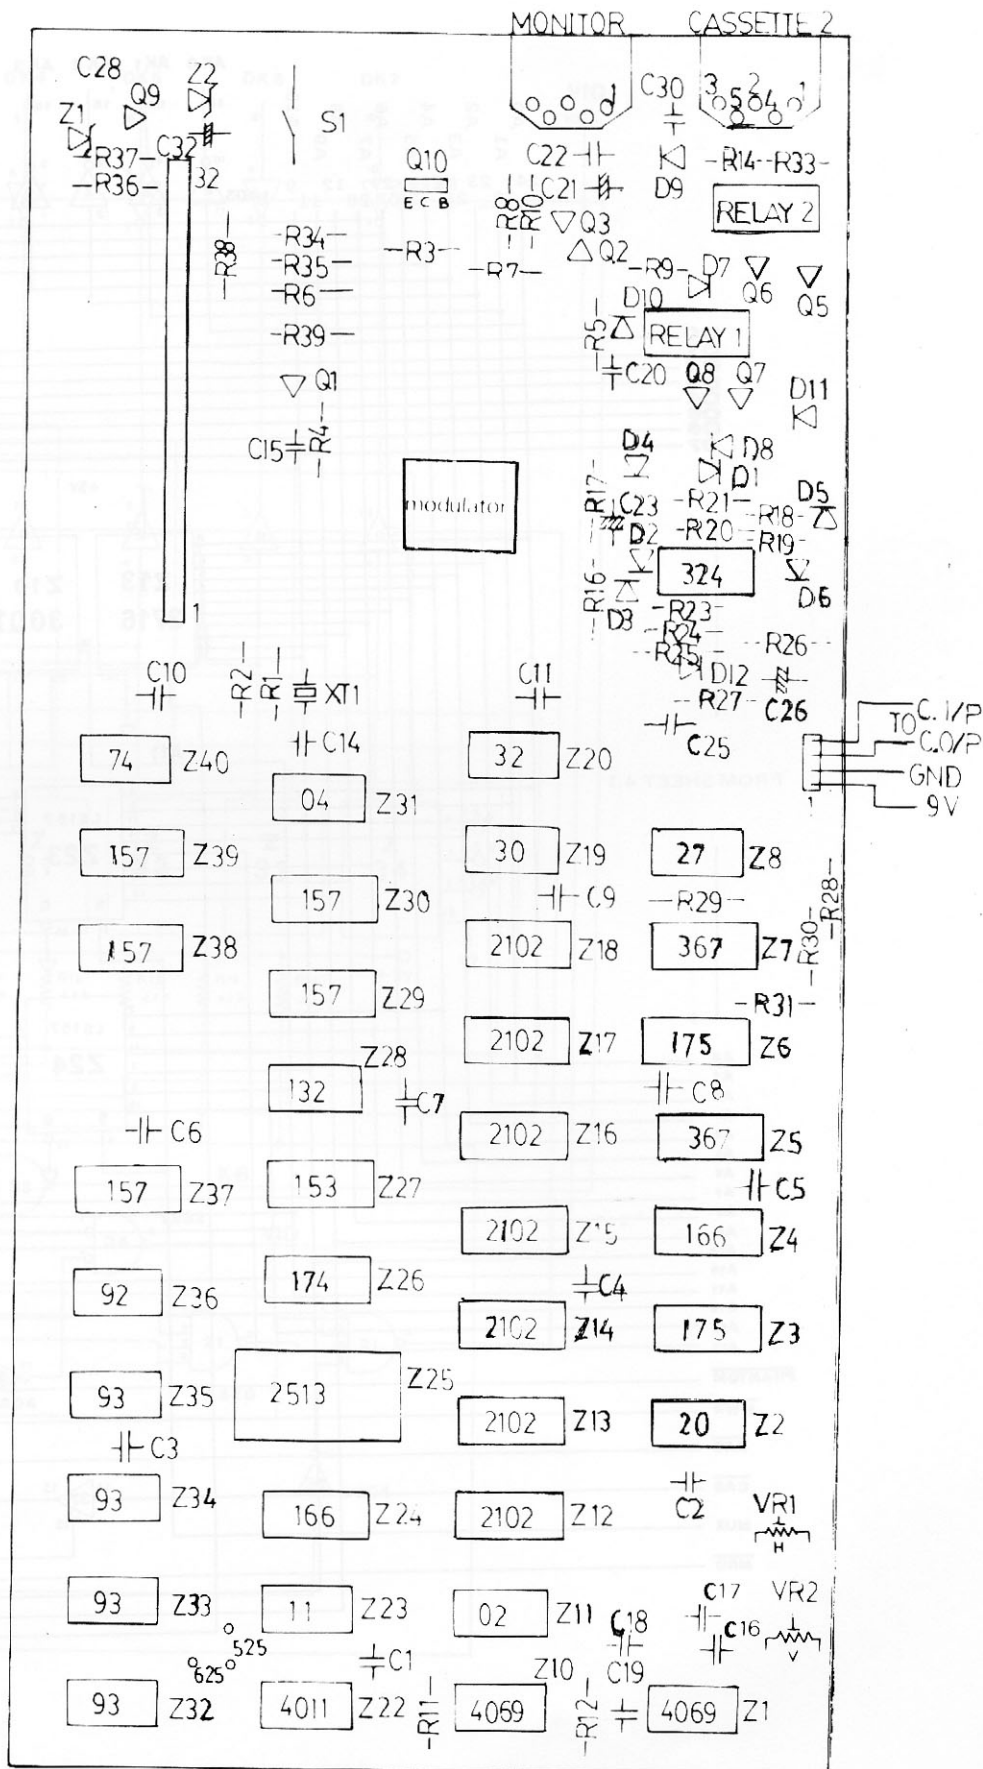 MONITOR CASSETTE 2
C28 Z2 C30 3 2 1
Z1 Q9 1 5 4
S1
R37 C32 C22 R14 R33
R36 32 Q10 C21 D9
E C B R8 R10 Q3 RELAY 2
R38 R34 R3 Q2
R35 R7 R9 D7
R6 D10 Q6 Q5
R39 R5 RELAY 1
C20 Q8 Q7
Q1 D11
C15 R4 D4 D8
D1
modulator R17 C23 R21 D5
R18
D2 R20 R19
324
R16 D3 R23 D6
1 R24 R26
R25
C10 R2 R1 XT1 C11 D12
R27 C26
C14 C25 TO C.I/P
C.O/P
74 Z40 32 Z20 GND
04 Z31 1 9V
157 Z39 30 Z19 27 Z8
157 Z30 C9 R29 R28
157 Z38 2102 Z18 367 Z7 R30
157 Z29 R31
2102 Z17 175 Z6
132 Z28 C7 C8
C6 2102 Z16 367 Z5
157 Z37 153 Z27 C5
2102 Z15 166 Z4
92 Z36 174 Z26 C4
2102 Z14 175 Z3
93 Z35 2513 Z25
2102 Z13 20 Z2
C3
93 Z34 166 Z24 2102 Z12 C2 VR1
H
93 Z33 11 Z23 02 Z11 C17 VR2
525 C18 C16
V
625 C1 Z10 C19
93 Z32 4011 Z22 R11 4069 R12 4069 Z1